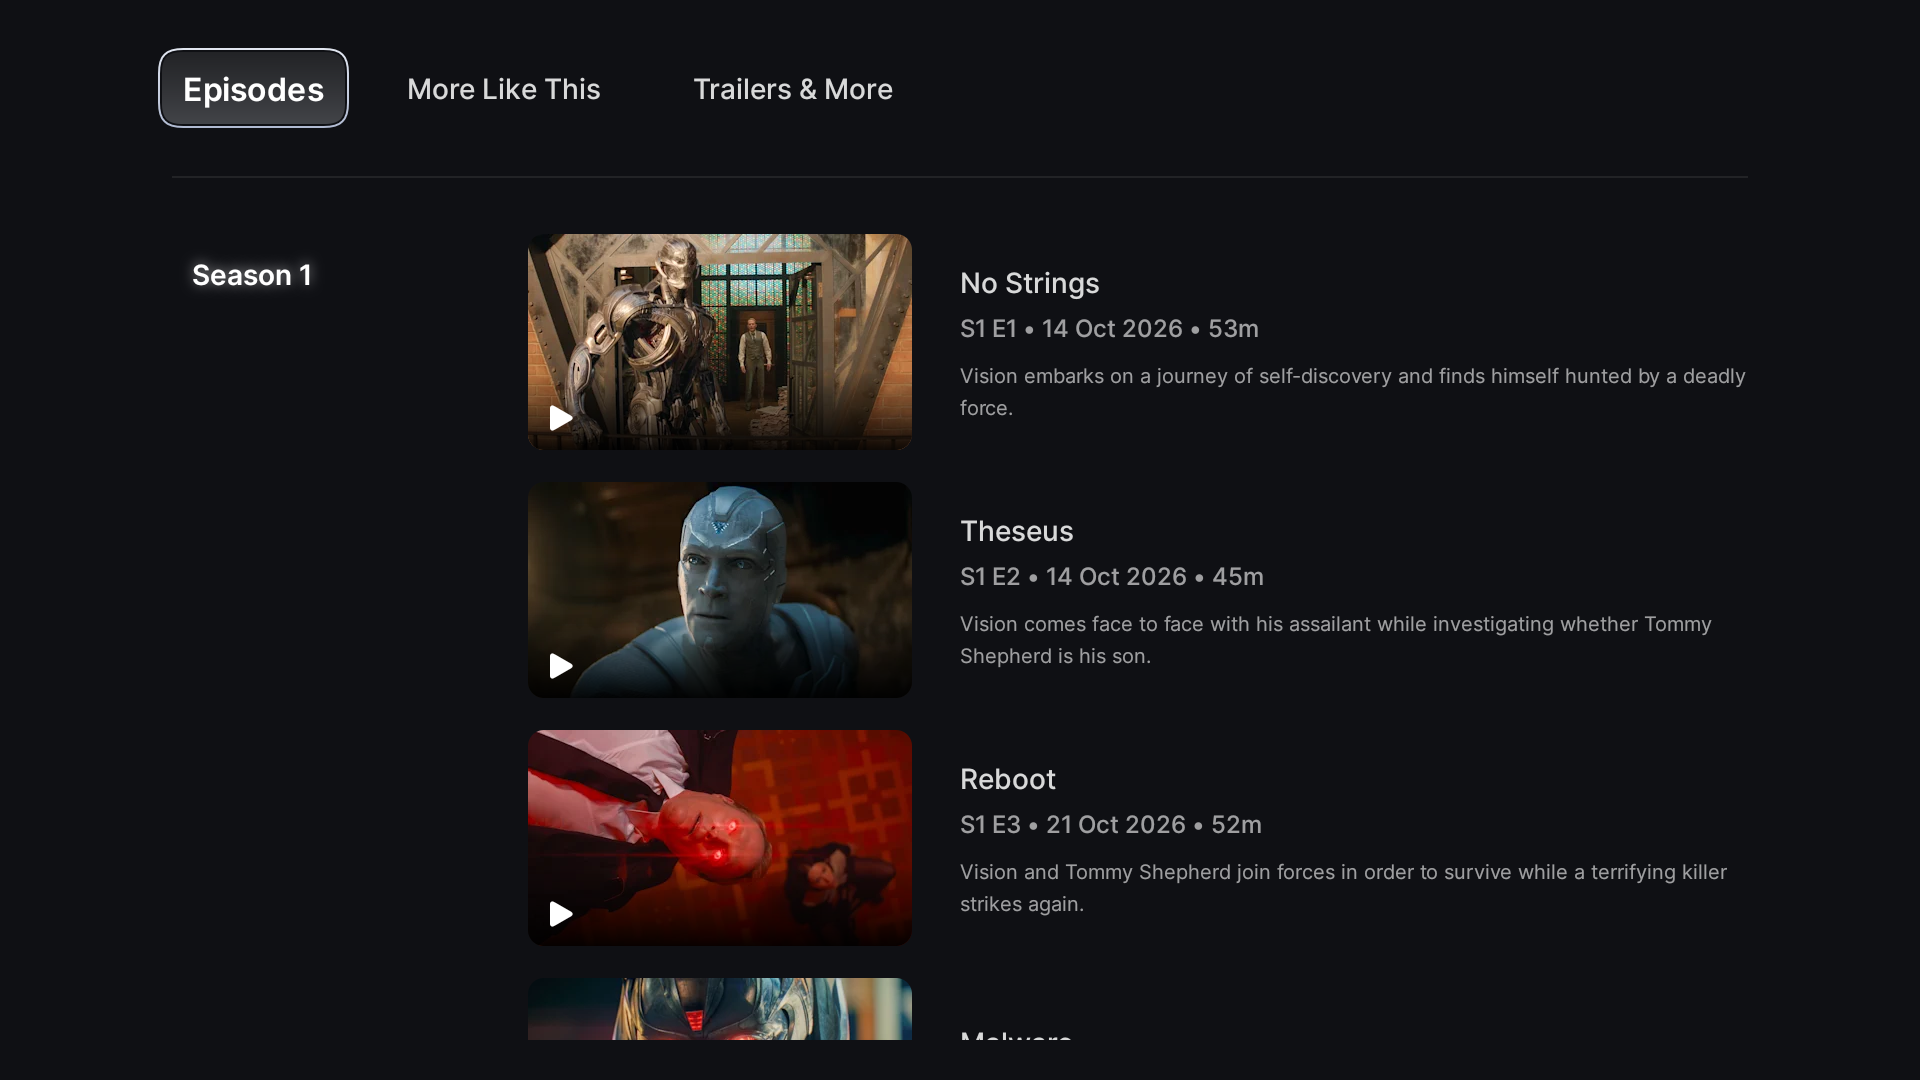 Episodes
More Like This
Trailers & More
Season 1
No Strings
S1 E1 • 14 Oct 2026 • 53m
Vision embarks on a journey of self-discovery and finds himself hunted by a deadly
force.
Theseus
S1 E2 • 14 Oct 2026 • 45m
Vision comes face to face with his assailant while investigating whether Tommy
Shepherd is his son.
Reboot
S1 E3 • 21 Oct 2026 • 52m
Vision and Tommy Shepherd join forces in order to survive while a terrifying killer
strikes again.
Malware